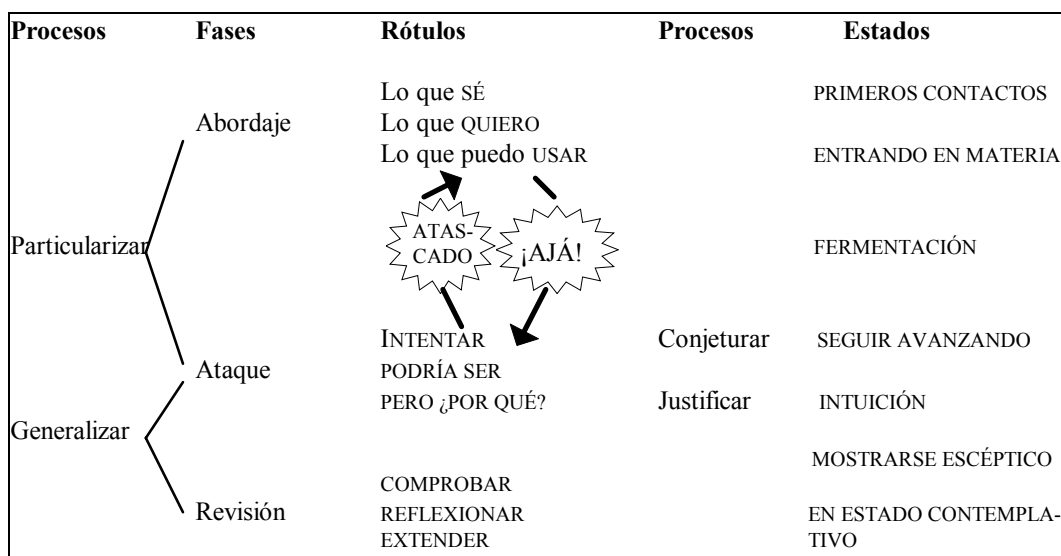 Procesos Fases Rótulos Procesos Estados
Lo que SÉ PRIMEROS CONTACTOS
Abordaje Lo que QUIERO
Lo que puedo USAR ENTRANDO EN MATERIA
ATAS-
CADO
¡AJÁ!
Particularizar FERMENTACIÓN
INTENTAR Conjeturar SEGUIR AVANZANDO
Ataque PODRÍA SER
PERO ¿POR QUÉ? Justificar INTUICIÓN
Generalizar
MOSTRARSE ESCÉPTICO
COMPROBAR
Revisión REFLEXIONAR EN ESTADO CONTEMPLA-
EXTENDER TIVO